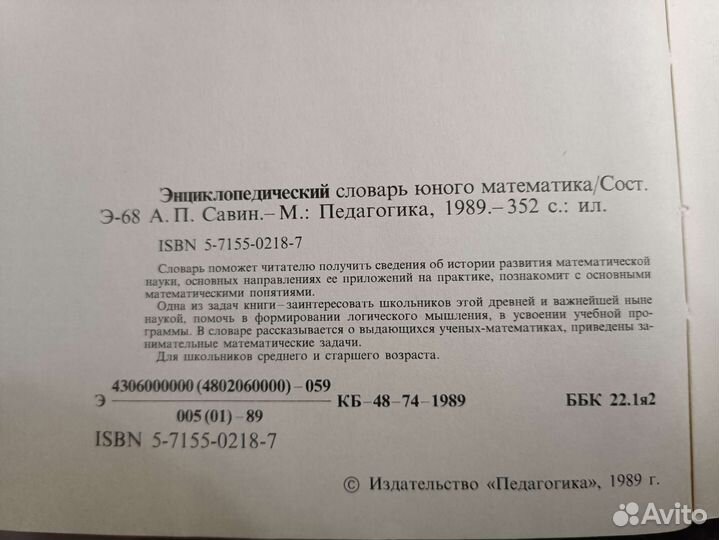 Энциклопедический словарь юного математика/Сост.
Э-68 А. П. Савин.–М.: Педагогика, 1989.–352 с.: ил.
ISBN 5-7155-0218-7
Словарь поможет читателю получить сведения об истории развития математической
науки, основных направлениях ее приложений на практике, познакомит с основными
математическими понятиями.
Одна из задач книги–заинтересовать школьников этой древней и важнейшей ныне
наукой, помочь в формировании логического мышления, в усвоении учебной про-
граммы. В словаре рассказывается о выдающихся ученых-математиках, приведены за-
нимательные математические задачи.
Для школьников среднего и старшего возраста.
Э 4306000000 (4802060000)–059
005 (01)–89
КБ–48–74–1989
ББК 22.1я2
ISBN 5-7155-0218-7
© Издательство «Педагогика», 1989 г.
Avito